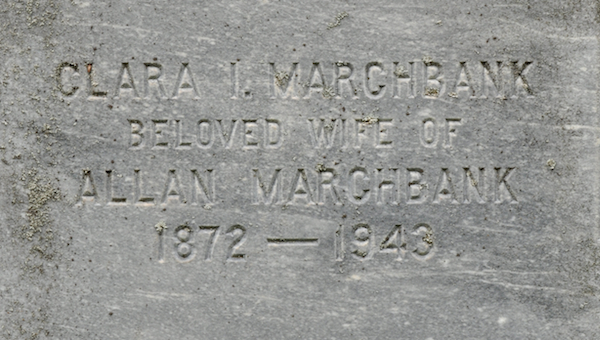 CLARA I. MARCHBANK
BELOVED WIFE OF
ALLAN MARCHBANK
1872 — 1943